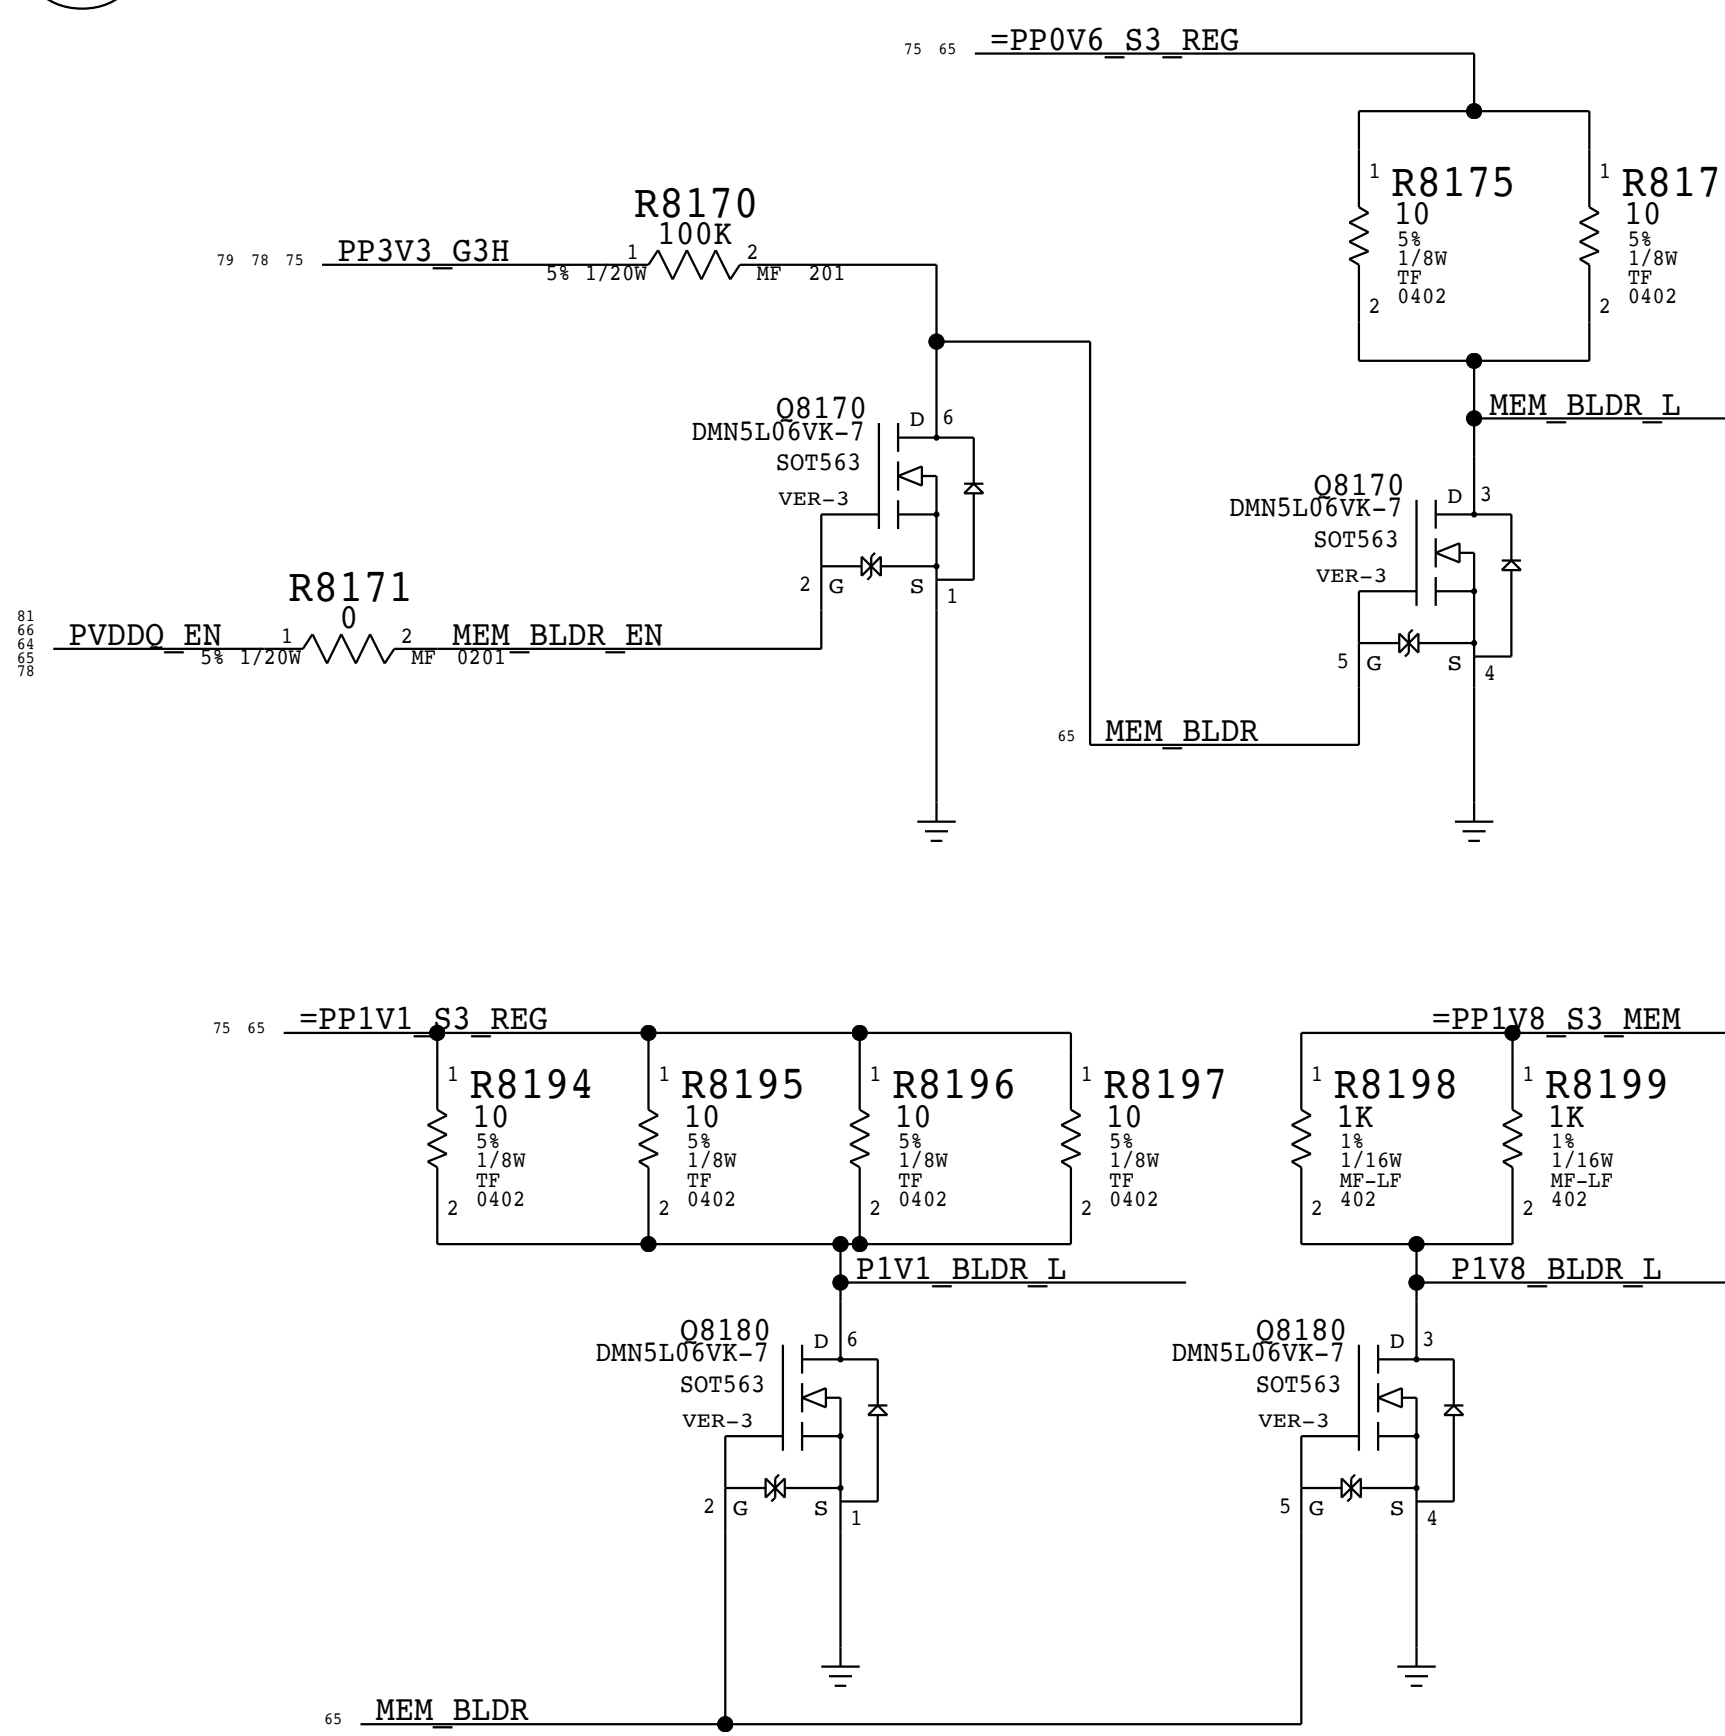 75 65 =PP0V6_S3_REG
1 R8175
10
5%
1/8W
TF
0402
2
1 R817
10
5%
1/8W
TF
0402
2
R8170
100K
79 78 75 PP3V3_G3H 1 2
5% 1/20W MF 201
MEM_BLDR_L
Q8170 D 6
DMN5L06VK-7
SOT563
VER-3
2 G S 1
Q8170 D 3
DMN5L06VK-7
SOT563
VER-3
5 G S 4
R8171
0
81
66
64
65
78
PVDDQ_EN 1 2 MEM_BLDR_EN
5% 1/20W MF 0201
65 MEM_BLDR
75 65 =PP1V1_S3_REG
=PP1V8_S3_MEM
1 R8194
10
5%
1/8W
TF
0402
2
1 R8195
10
5%
1/8W
TF
0402
2
1 R8196
10
5%
1/8W
TF
0402
2
1 R8197
10
5%
1/8W
TF
0402
2
1 R8198
1K
1%
1/16W
MF-LF
402
2
1 R8199
1K
1%
1/16W
MF-LF
402
2
P1V1_BLDR_L
P1V8_BLDR_L
Q8180 D 6
DMN5L06VK-7
SOT563
VER-3
2 G S 1
Q8180 D 3
DMN5L06VK-7
SOT563
VER-3
5 G S 4
65 MEM_BLDR